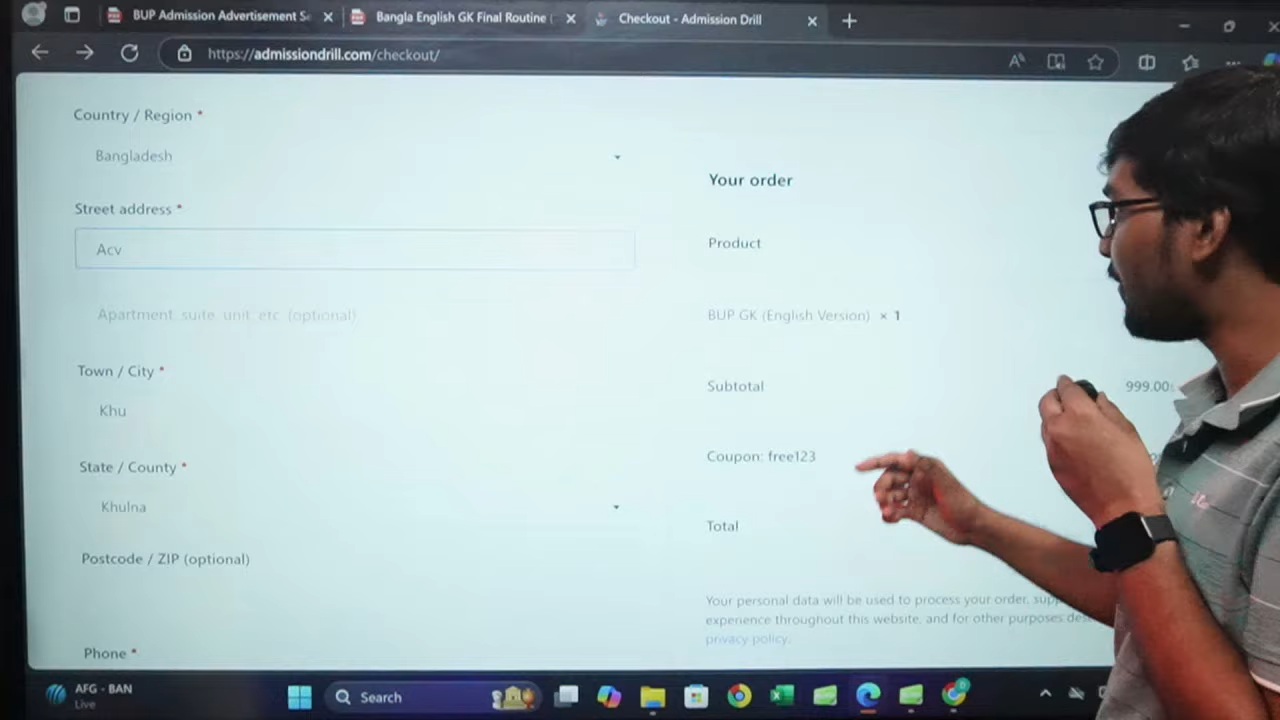 BUP Admission Advertisement Se
Bangla English GK Final Routine (
Checkout - Admission Drill
https://admissiondrill.com/checkout/
Country / Region *
Bangladesh
Street address *
Acv
Apartment, suite, unit, etc. (optional)
Town / City *
Khu
State / County *
Khulna
Postcode / ZIP (optional)
Phone *
Your order
Product
BUP GK (English Version) × 1
Subtotal
999.00
Coupon: free123
Total
Your personal data will be used to process your order,
experience throughout this website, and for other purposes
privacy policy.
AFG - BAN
Live
Search